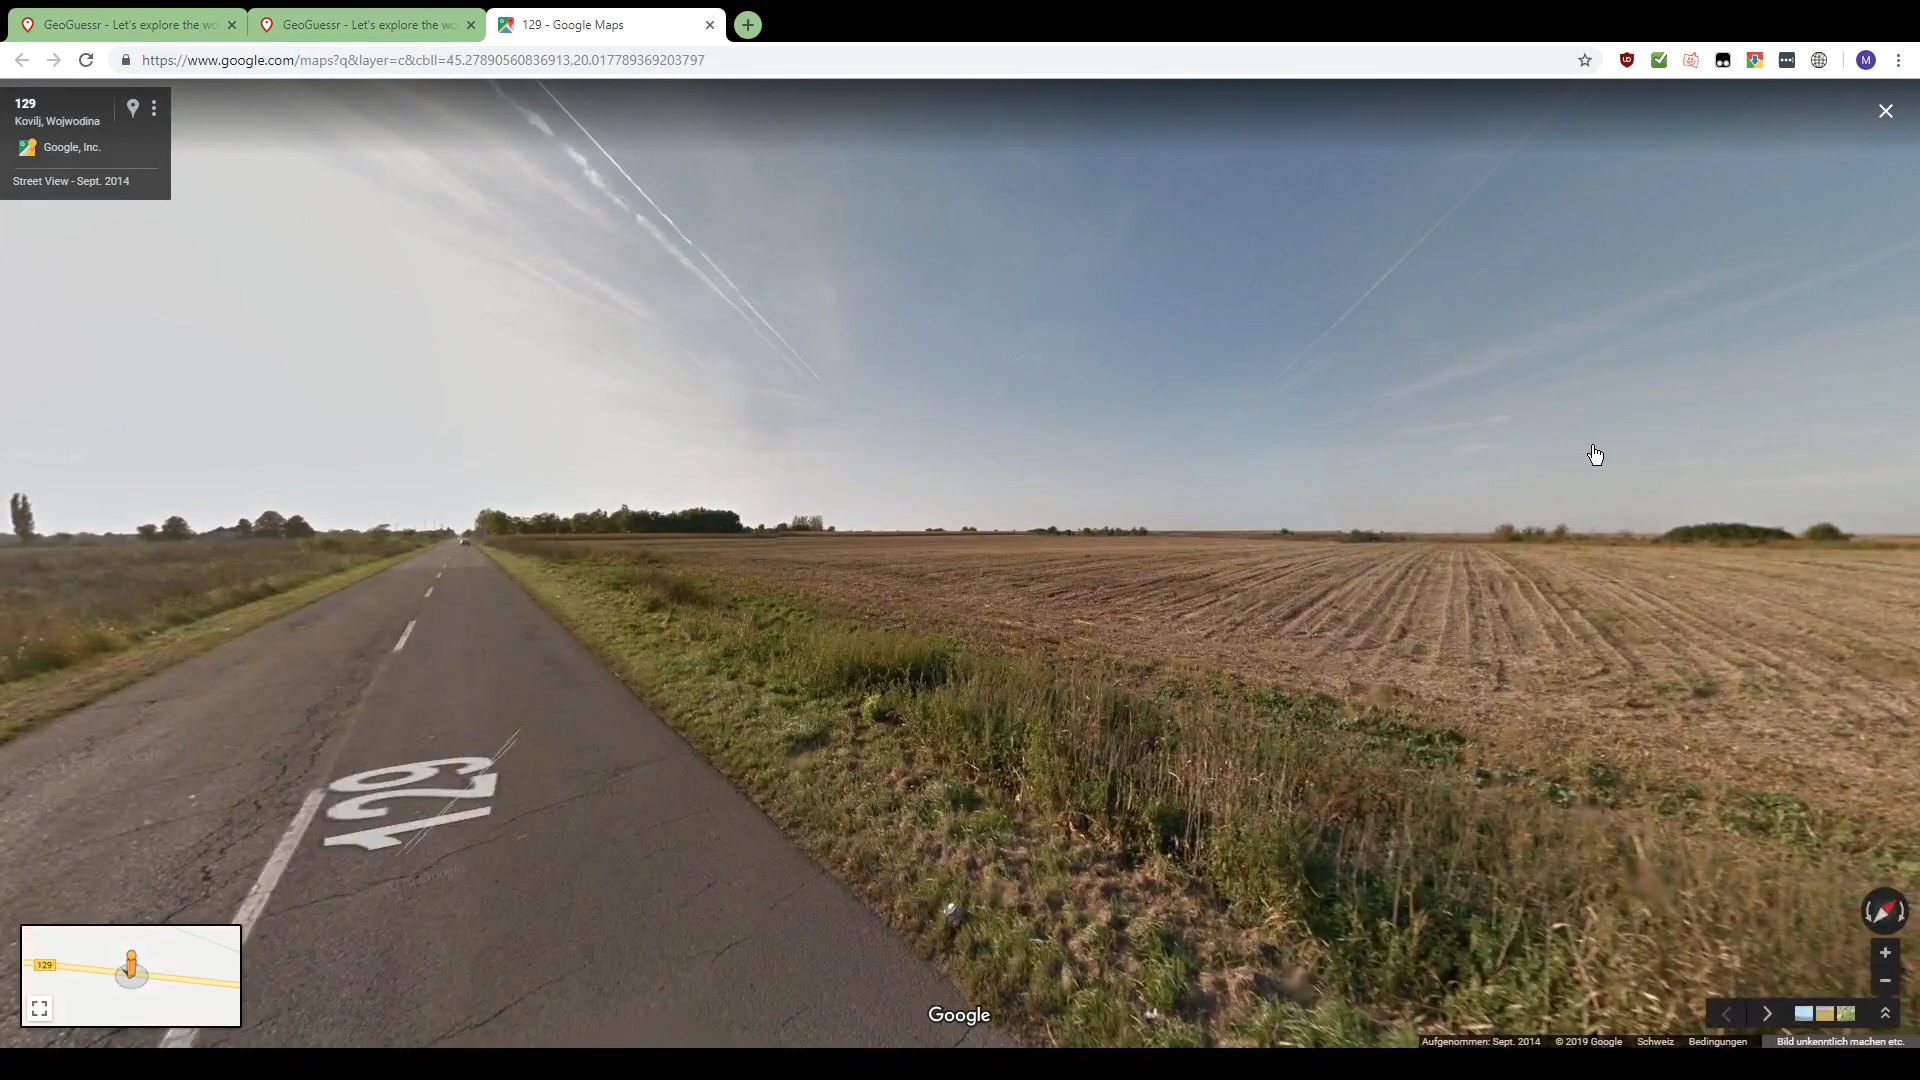 GeoGuessr - Let's explore the wo
GeoGuessr - Let's explore the wo
129 - Google Maps
https://www.google.com/maps?q&layer=c&cbll=45.27890560836913,20.017789369203797
M
129
Kovilj, Wojwodina
Google, Inc.
Street View - Sept. 2014
129
129
Google
Aufgenommen: Sept. 2014 © 2019 Google Schweiz Bedingungen Bild unkenntlich machen etc.